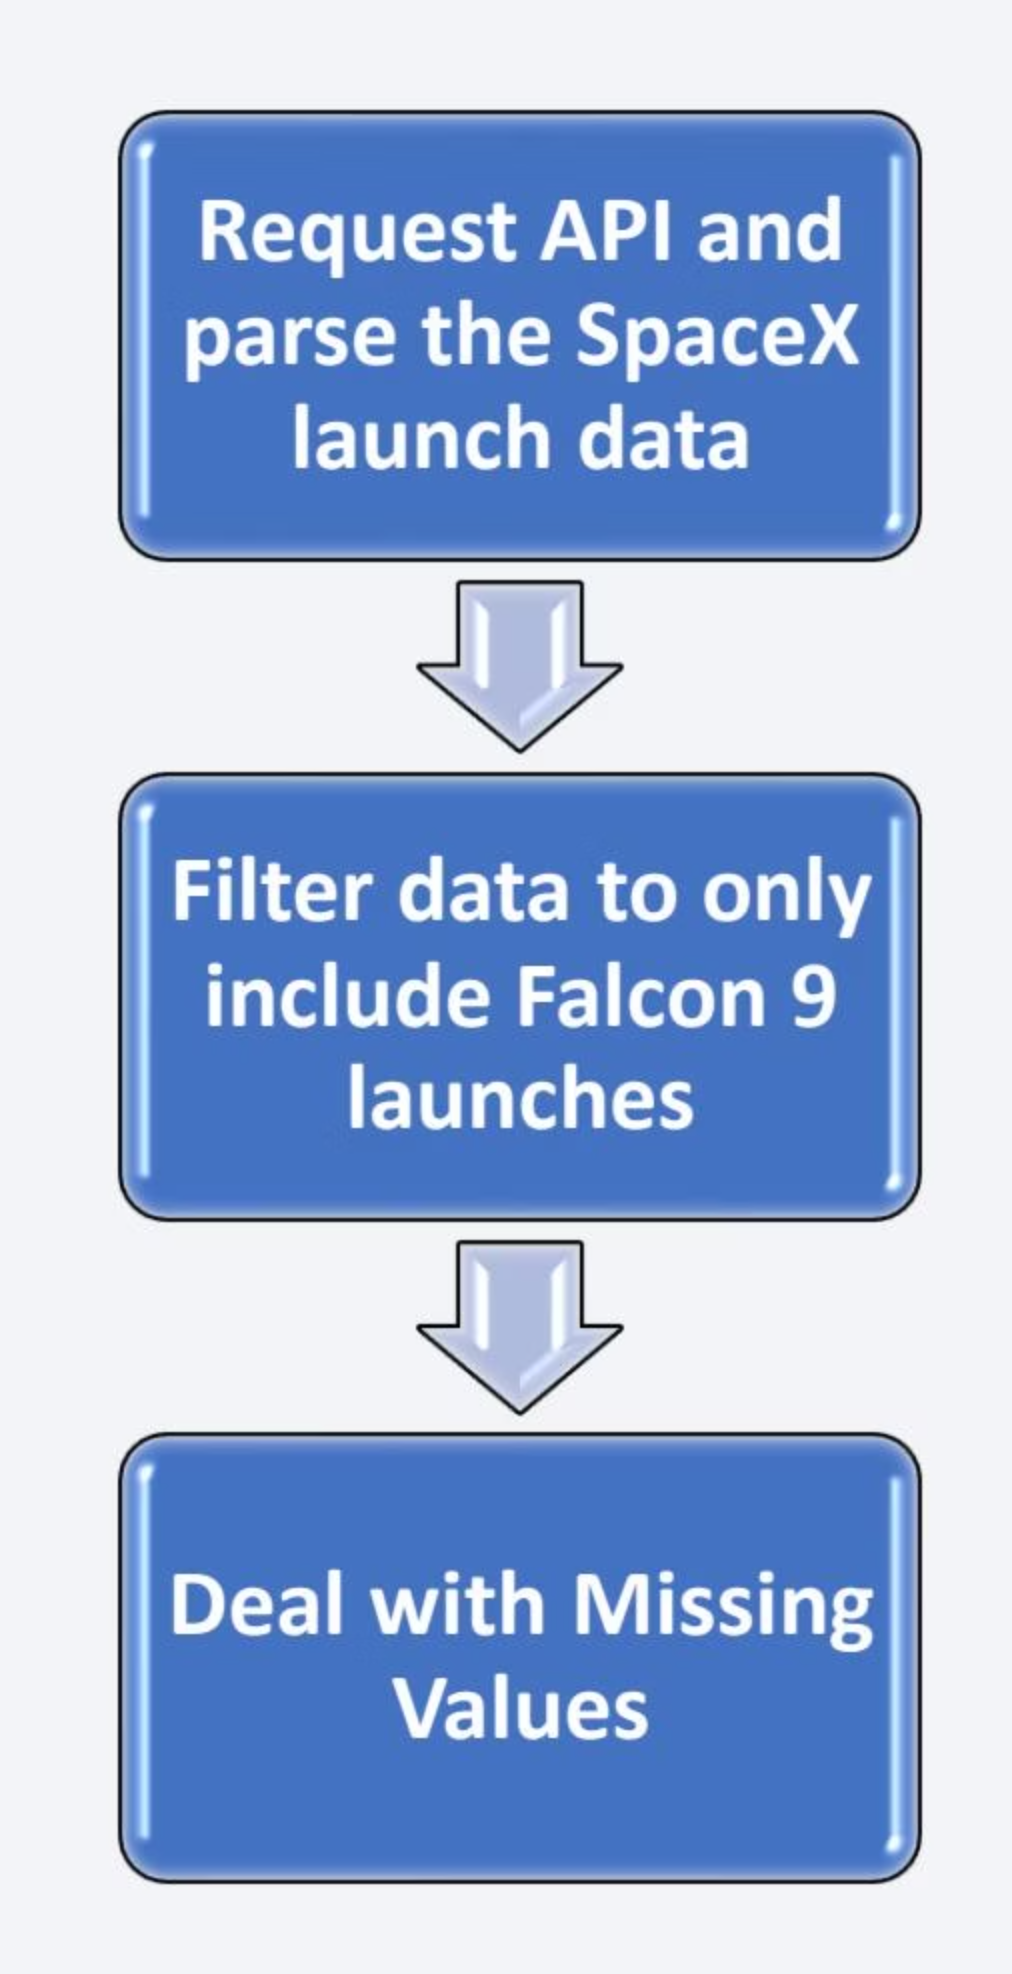 Request API and
parse the SpaceX
launch data
Filter data to only
include Falcon 9
launches
Deal with Missing
Values